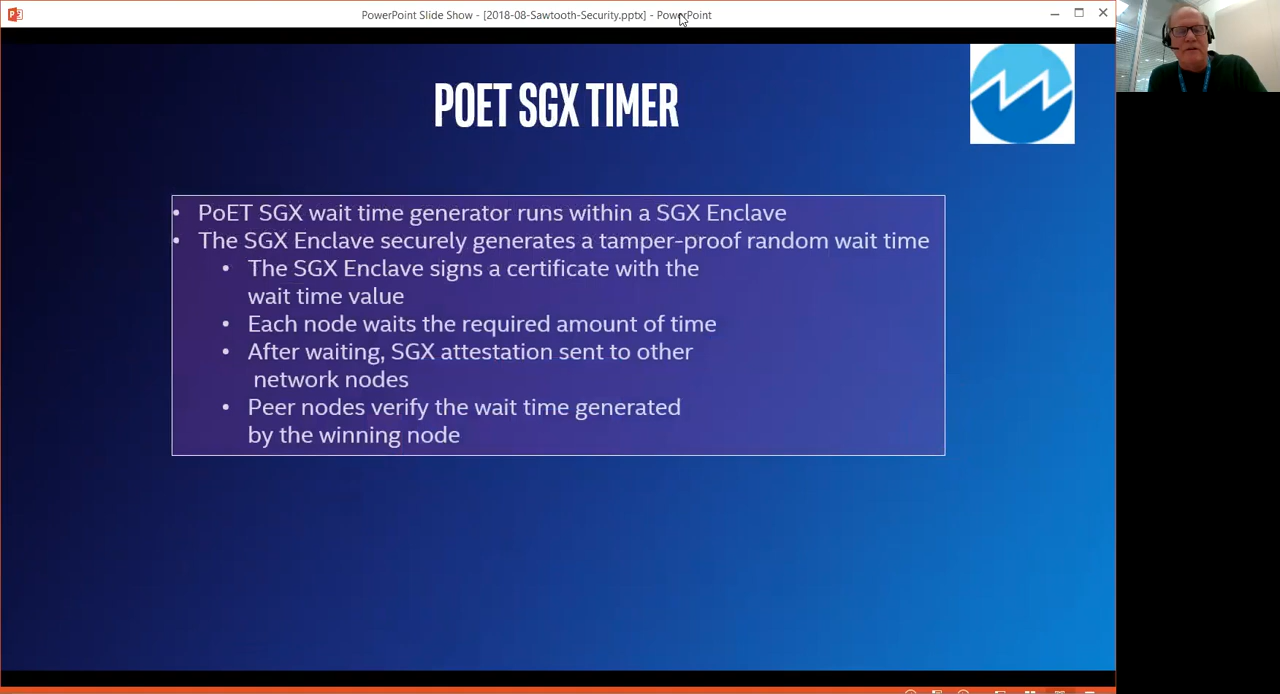 PowerPoint Slide Show - [2018-08-Sawtooth-Security.pptx] - PowerPoint
POET SGX TIMER
• PoET SGX wait time generator runs within a SGX Enclave
• The SGX Enclave securely generates a tamper-proof random wait time
• The SGX Enclave signs a certificate with the
wait time value
• Each node waits the required amount of time
• After waiting, SGX attestation sent to other
network nodes
• Peer nodes verify the wait time generated
by the winning node